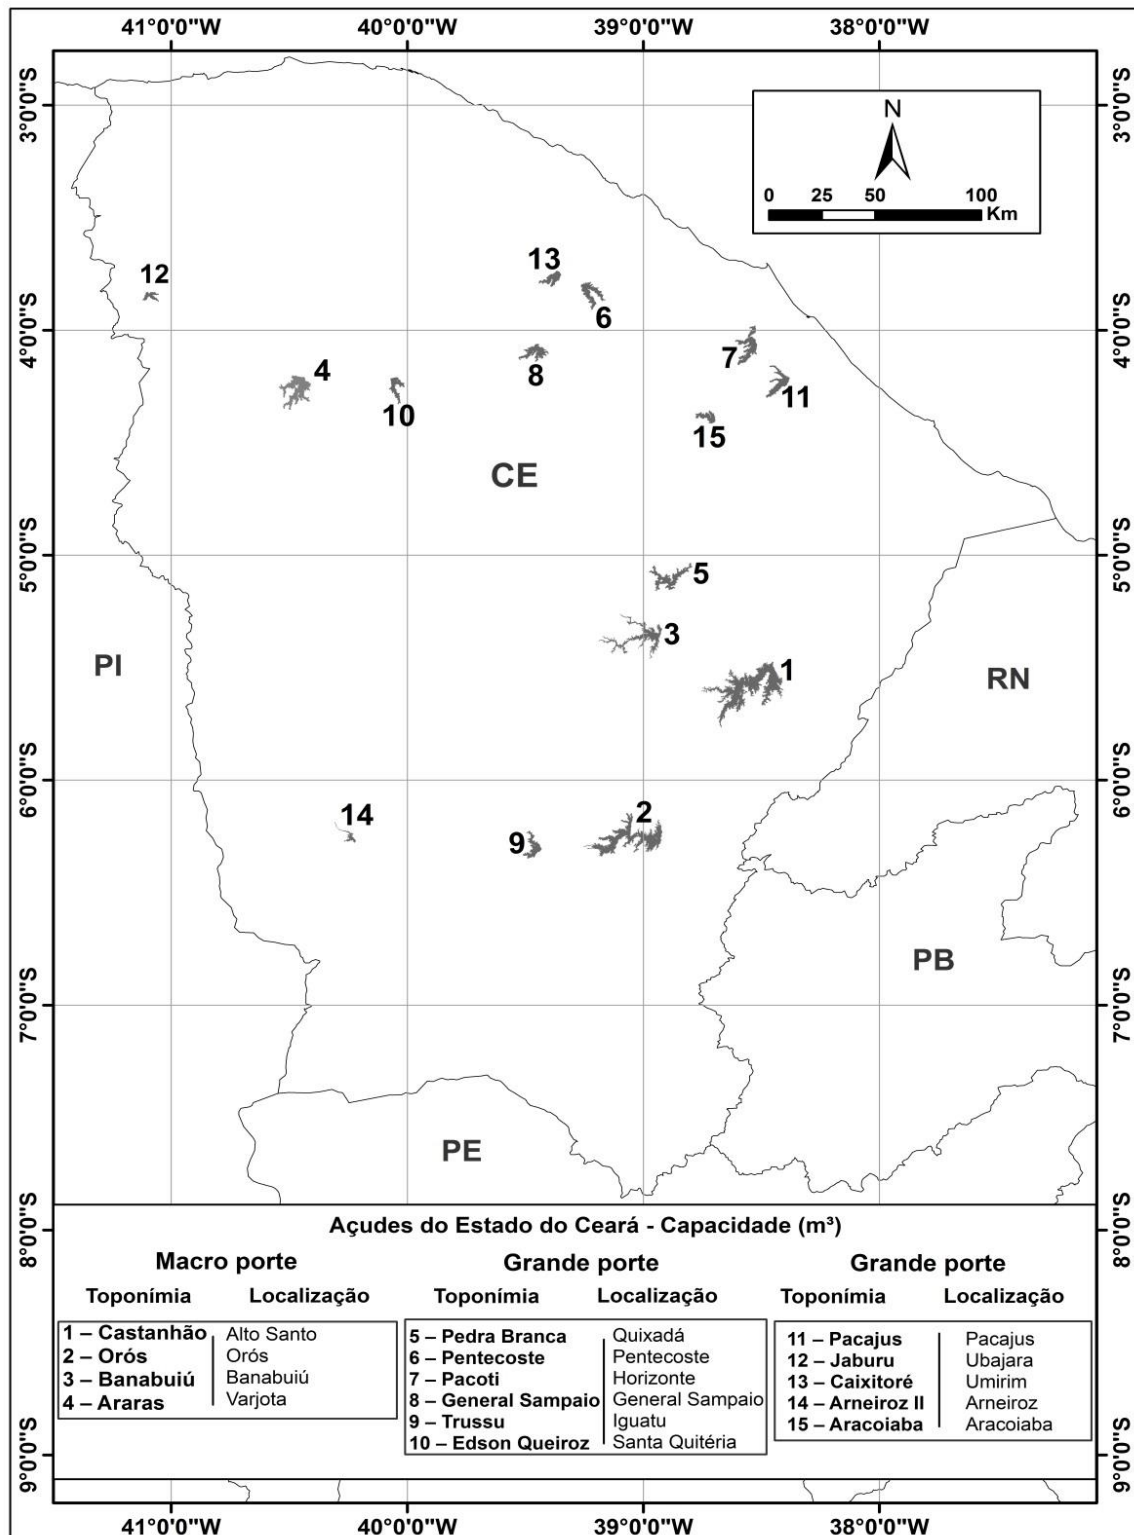 41°0'0"W 40°0'0"W 39°0'0"W 38°0'0"W
3°0'0"S
3°0'0"S
N
0 25 50 100
Km
12
13
6
4°0'0"S
4°0'0"S
7
8
4
10
11
15
CE
5°0'0"S
5°0'0"S
5
3
PI
1
RN
6°0'0"S
6°0'0"S
14
2
9
PB
7°0'0"S
7°0'0"S
PE
8°0'0"S
8°0'0"S
Açudes do Estado do Ceará - Capacidade (m³)
Macro porte
Toponímia Localização
1 – Castanhão Alto Santo
2 – Orós Orós
3 – Banabuiú Banabuiú
4 – Araras Varjota
Grande porte
Toponímia Localização
5 – Pedra Branca Quixadá
6 – Pentecoste Pentecoste
7 – Pacoti Horizonte
8 – General Sampaio General Sampaio
9 – Trussu Iguatu
10 – Edson Queiroz Santa Quitéria
Grande porte
Toponímia Localização
11 – Pacajus Pacajus
12 – Jaburu Ubajara
13 – Caixitoré Umirim
14 – Arneiroz II Arneiroz
15 – Aracoiaba Aracoiaba
9°0'0"S
9°0'0"S
41°0'0"W 40°0'0"W 39°0'0"W 38°0'0"W